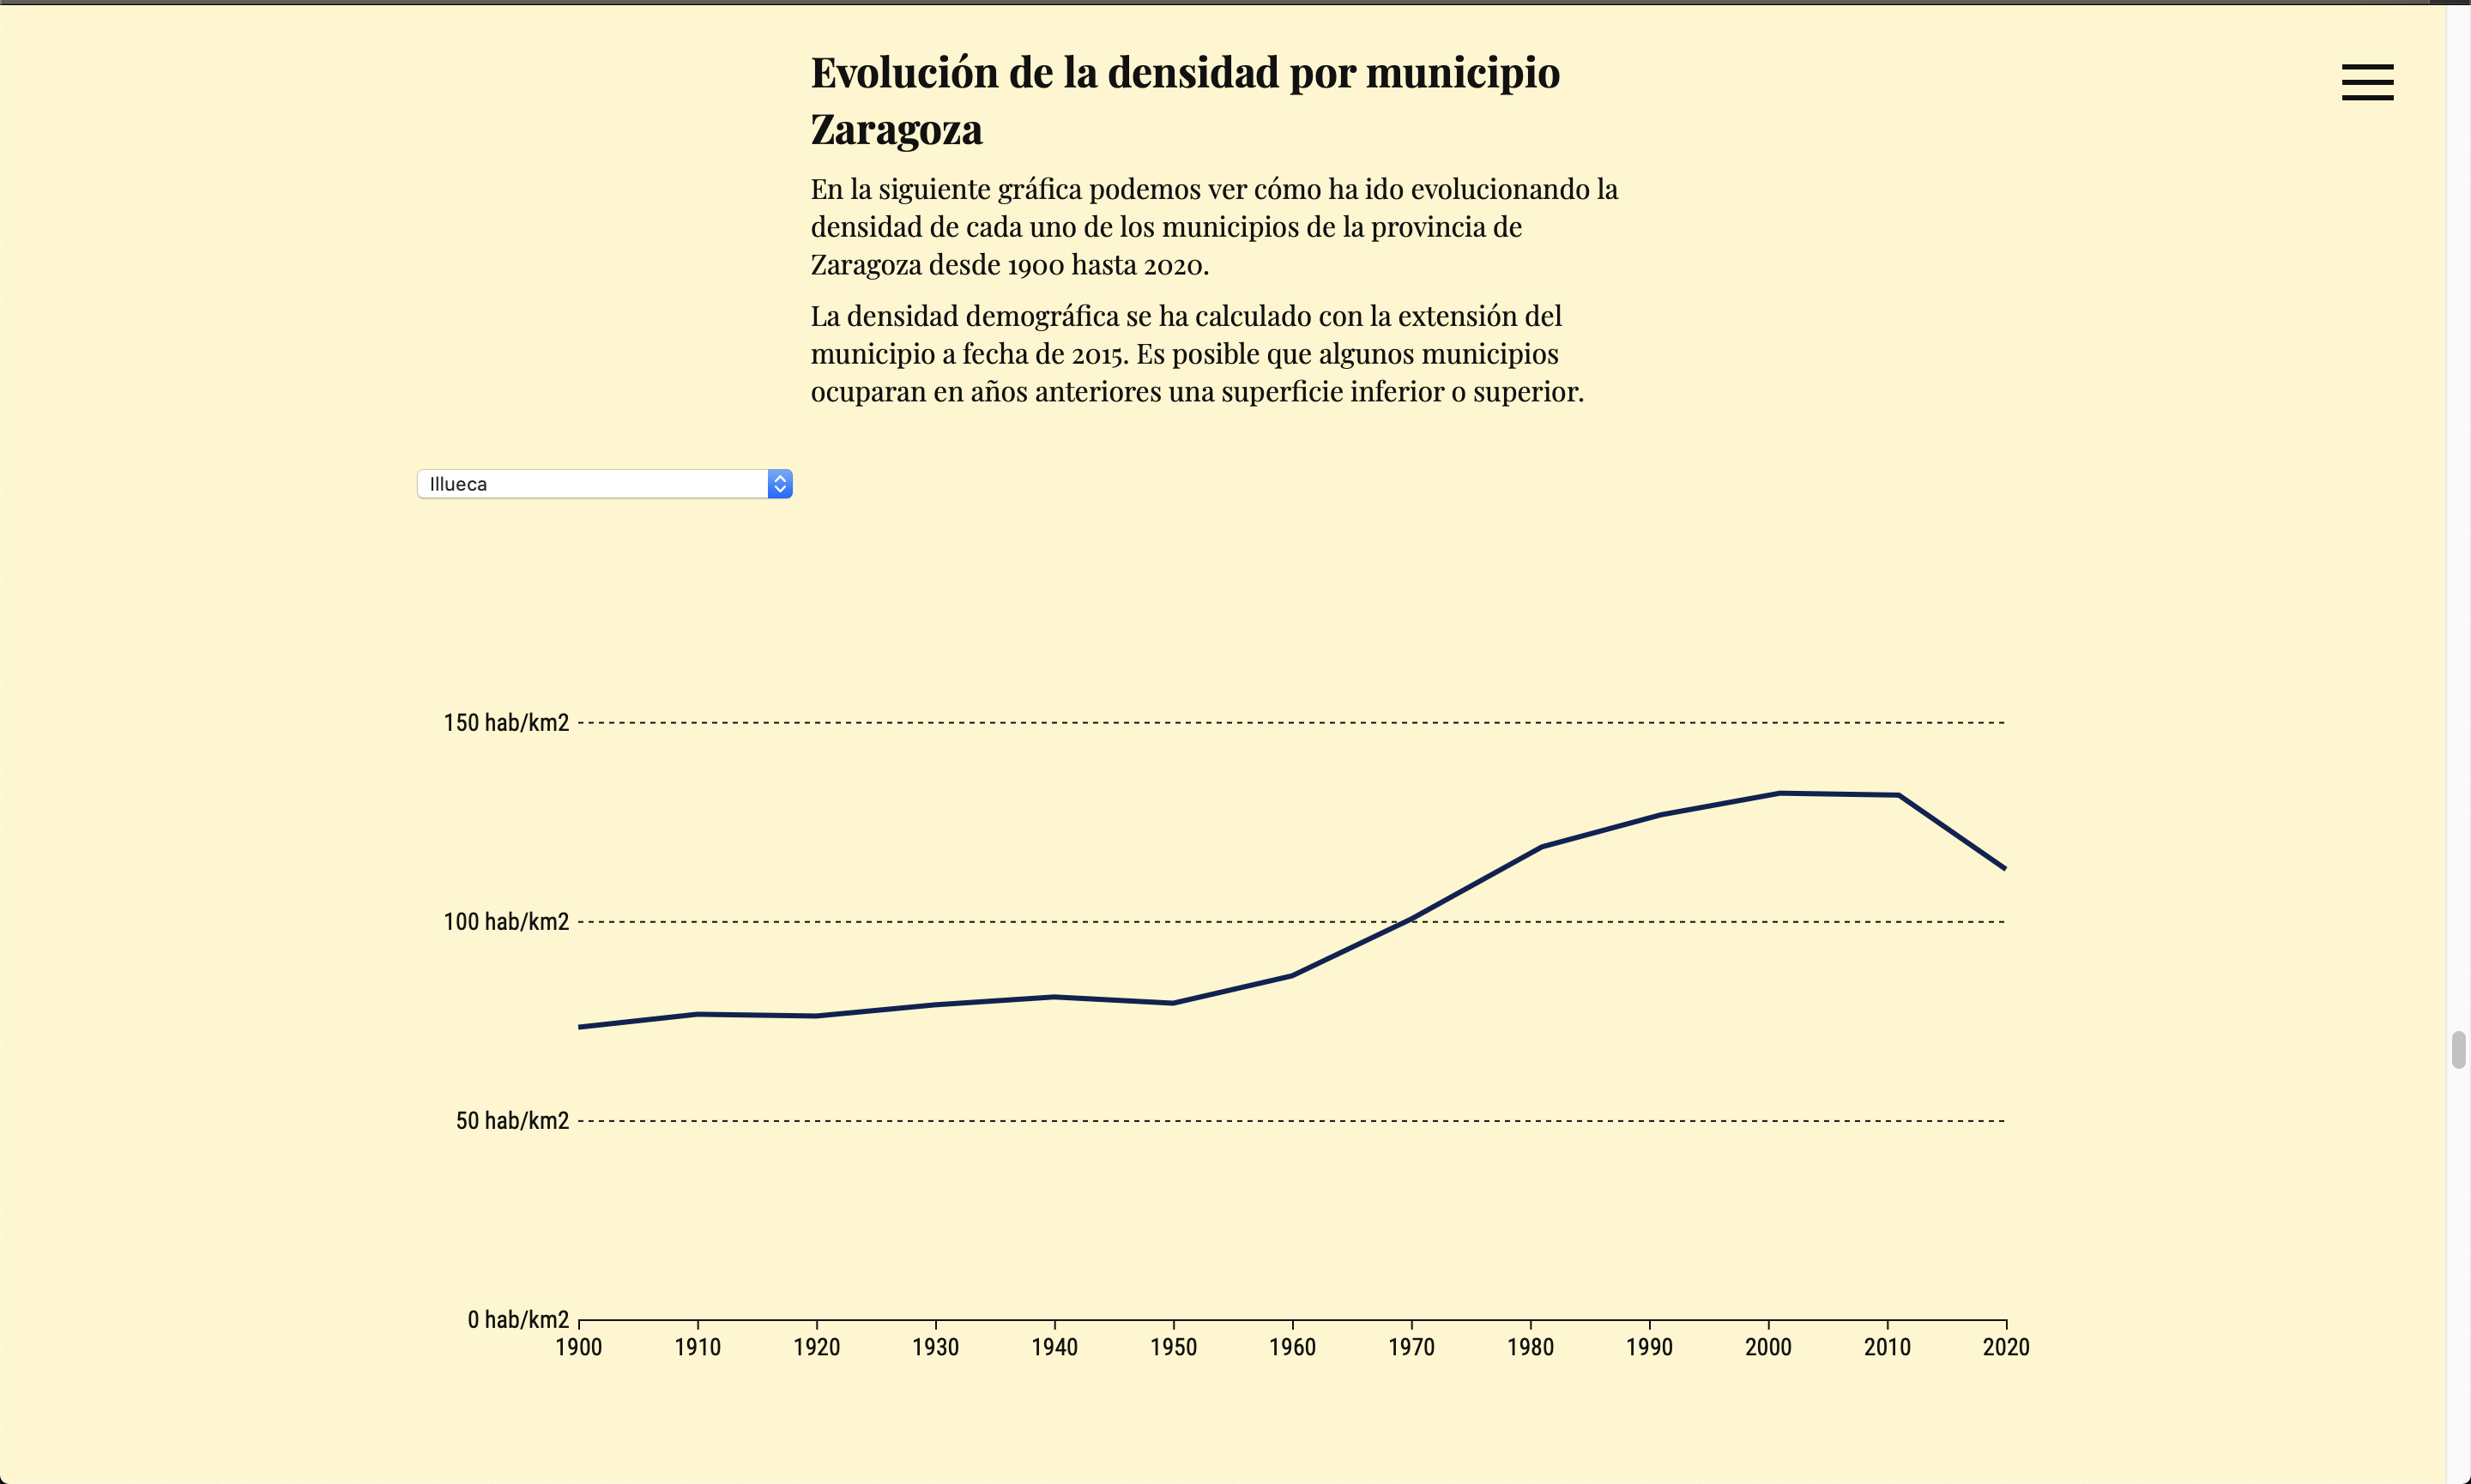 Evolución de la densidad por municipio
Zaragoza
En la siguiente gráfica podemos ver cómo ha ido evolucionando la
densidad de cada uno de los municipios de la provincia de
Zaragoza desde 1900 hasta 2020.
La densidad demográfica se ha calculado con la extensión del
municipio a fecha de 2015. Es posible que algunos municipios
ocuparan en años anteriores una superficie inferior o superior.
Illueca
150 hab/km2
100 hab/km2
50 hab/km2
0 hab/km2
1900 1910 1920 1930 1940 1950 1960 1970 1980 1990 2000 2010 2020